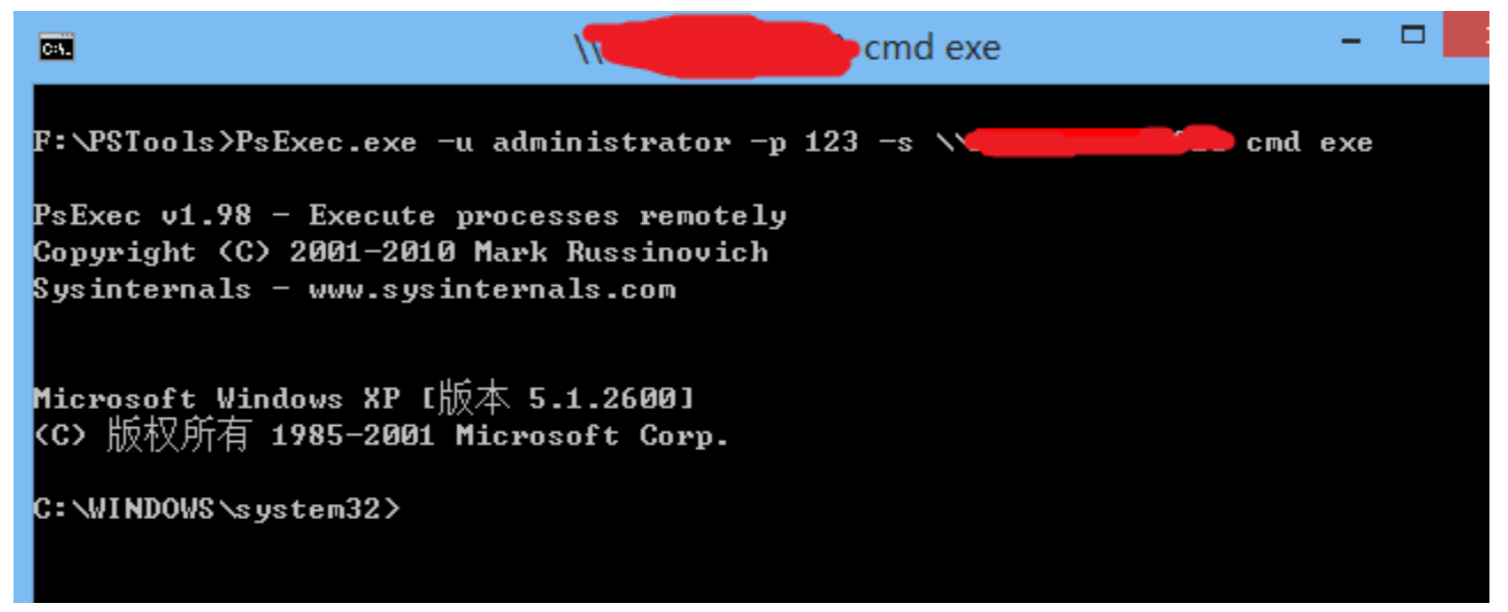 C:\.
\\ cmd exe
F:\PSTools>PsExec.exe -u administrator -p 123 -s \\ cmd exe
PsExec v1.98 - Execute processes remotely
Copyright (C) 2001-2010 Mark Russinovich
Sysinternals - www.sysinternals.com
Microsoft Windows XP [版本 5.1.2600]
(C) 版权所有 1985-2001 Microsoft Corp.
C:\WINDOWS\system32>